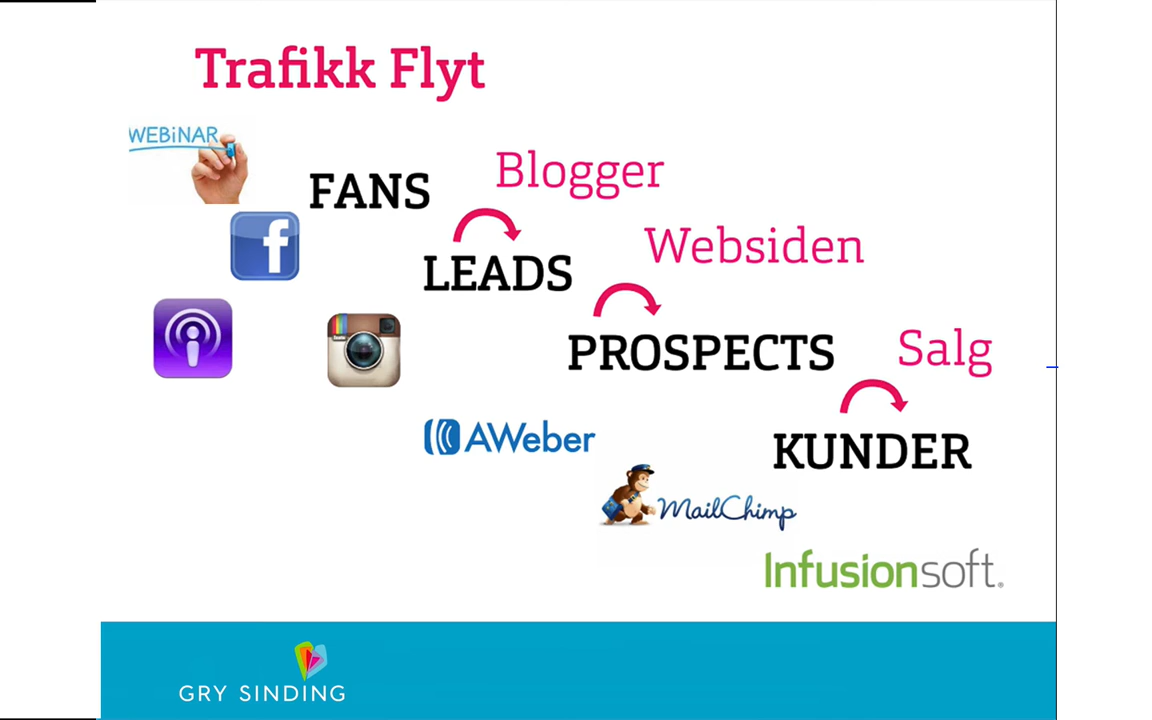 Trafikk Flyt
WEBiNAR
FANS
Blogger
LEADS
Websiden
PROSPECTS
Salg
KUNDER
AWeber
MailChimp
Infusionsoft®
GRY SINDING